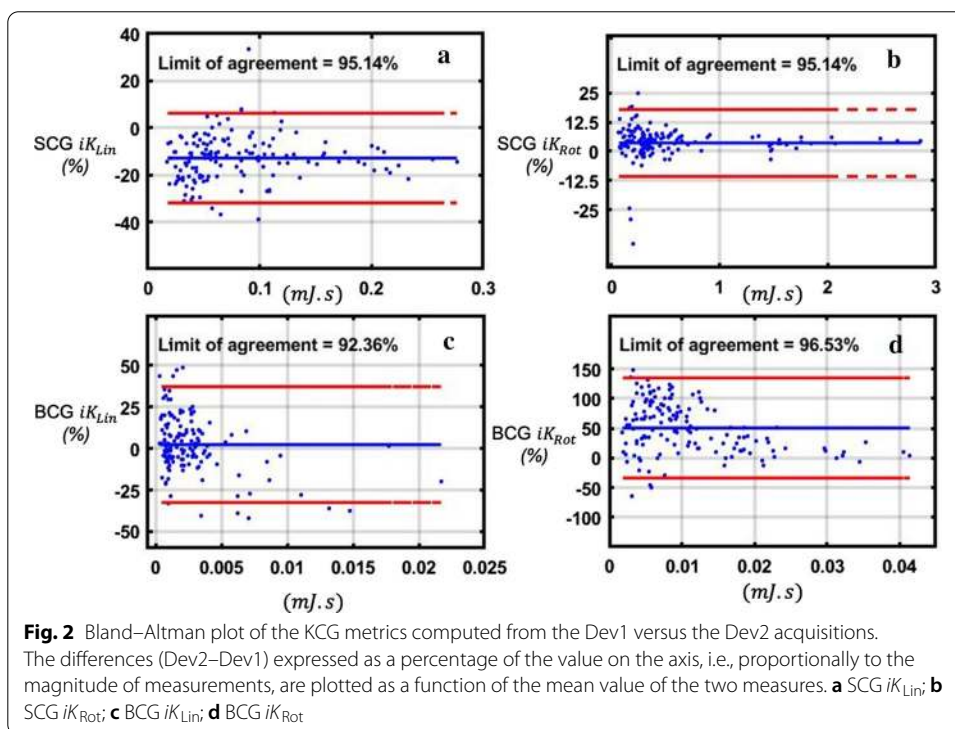 40
20
0
-20
-40
SCG iK_Lin
(%)
Limit of agreement = 95.14%
a
0 0.1 0.2 0.3
(mJ.s)
25
12.5
0
-12.5
-25
SCG iK_Rot
(%)
Limit of agreement = 95.14%
b
0 1 2 3
(mJ.s)
50
25
0
-25
-50
BCG iK_Lin
(%)
Limit of agreement = 92.36%
c
0 0.005 0.01 0.015 0.02 0.025
(mJ.s)
150
100
50
0
-50
-100
BCG iK_Rot
(%)
Limit of agreement = 96.53%
d
0 0.01 0.02 0.03 0.04
(mJ.s)
Fig. 2 Bland–Altman plot of the KCG metrics computed from the Dev1 versus the Dev2 acquisitions.
The differences (Dev2–Dev1) expressed as a percentage of the value on the axis, i.e., proportionally to the
magnitude of measurements, are plotted as a function of the mean value of the two measures. a SCG iK_Lin; b
SCG iK_Rot; c BCG iK_Lin; d BCG iK_Rot